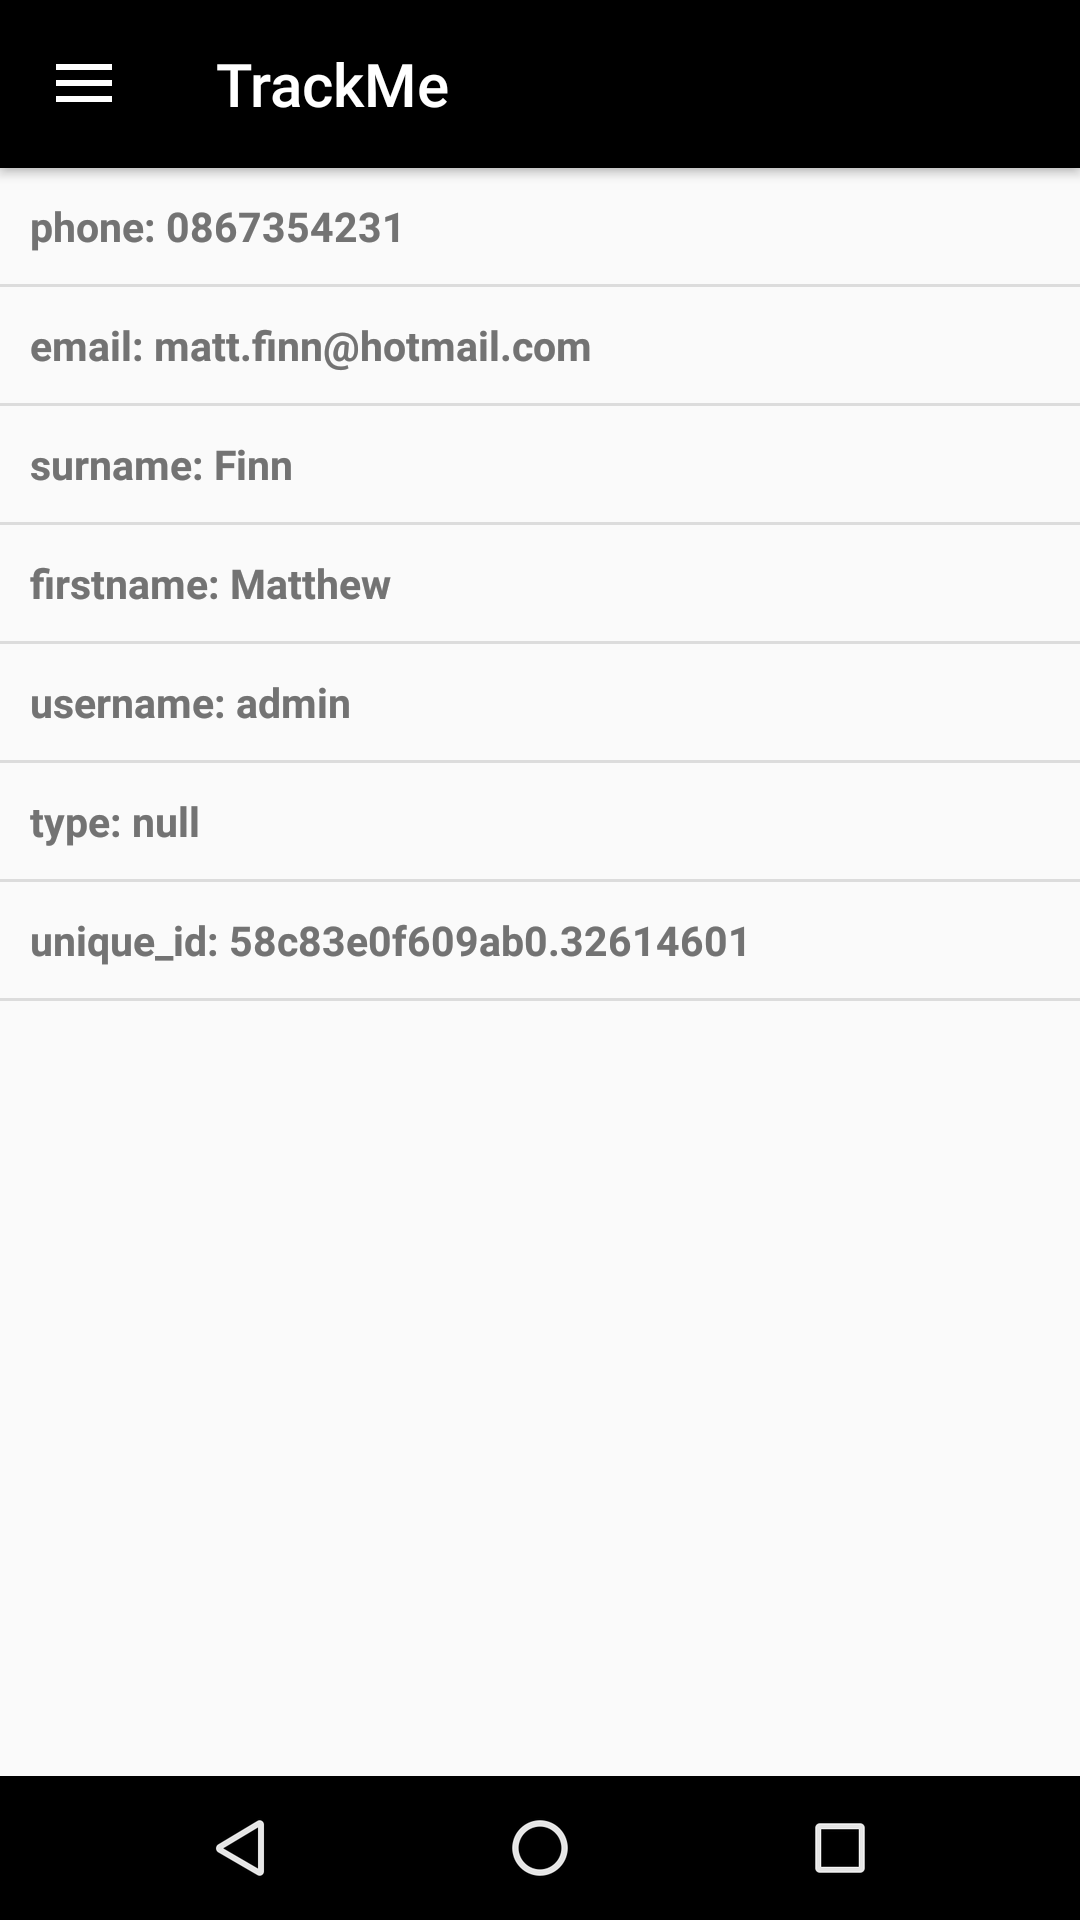 TrackMe
phone: 0867354231
email: matt.finn@hotmail.com
surname: Finn
firstname: Matthew
username: admin
type: null
unique_id: 58c83e0f609ab0.32614601